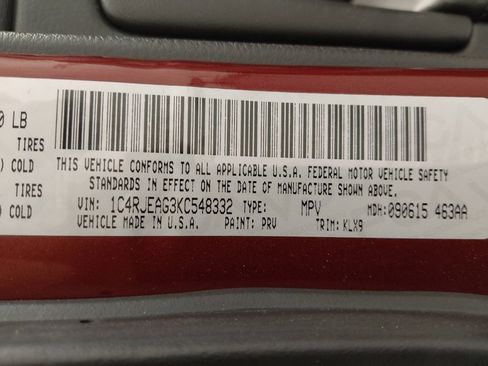 0 LB
TIRES
) COLD
TIRES
) COLD
THIS VEHICLE CONFORMS TO ALL APPLICABLE U.S.A. FEDERAL MOTOR VEHICLE SAFETY
STANDARDS IN EFFECT ON THE DATE OF MANUFACTURE SHOWN ABOVE.
VIN: 1C4RJEAG3KC548332 TYPE: MPV MDH:090615 463AA
VEHICLE MADE IN U.S.A. PAINT: PRV TRIM: KLX9